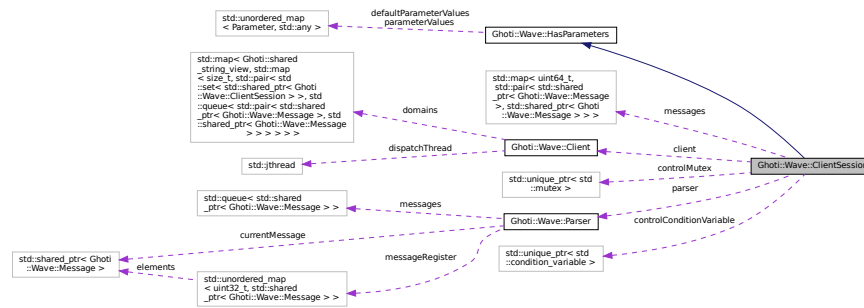 std::unordered_map
< Parameter, std::any >
defaultParameterValues
parameterValues
Ghoti::Wave::HasParameters
std::map< Ghoti::shared
_string_view, std::map
< size_t, std::pair< std
::set< std::shared_ptr< Ghoti
::Wave::ClientSession > >, std
::queue< std::pair< std::shared
_ptr< Ghoti::Wave::Message >, std
::shared_ptr< Ghoti::Wave::Message
> > > > > >
domains
std::map< uint64_t,
std::pair< std::shared
_ptr< Ghoti::Wave::Message
>, std::shared_ptr< Ghoti
::Wave::Message > > >
messages
std::jthread
dispatchThread
Ghoti::Wave::Client
client
Ghoti::Wave::ClientSession
std::unique_ptr< std
::mutex >
controlMutex
parser
std::queue< std::shared
_ptr< Ghoti::Wave::Message > >
messages
Ghoti::Wave::Parser
controlConditionVariable
currentMessage
std::unique_ptr< std
::condition_variable >
std::shared_ptr< Ghoti
::Wave::Message >
elements
std::unordered_map
< uint32_t, std::shared
_ptr< Ghoti::Wave::Message > >
messageRegister